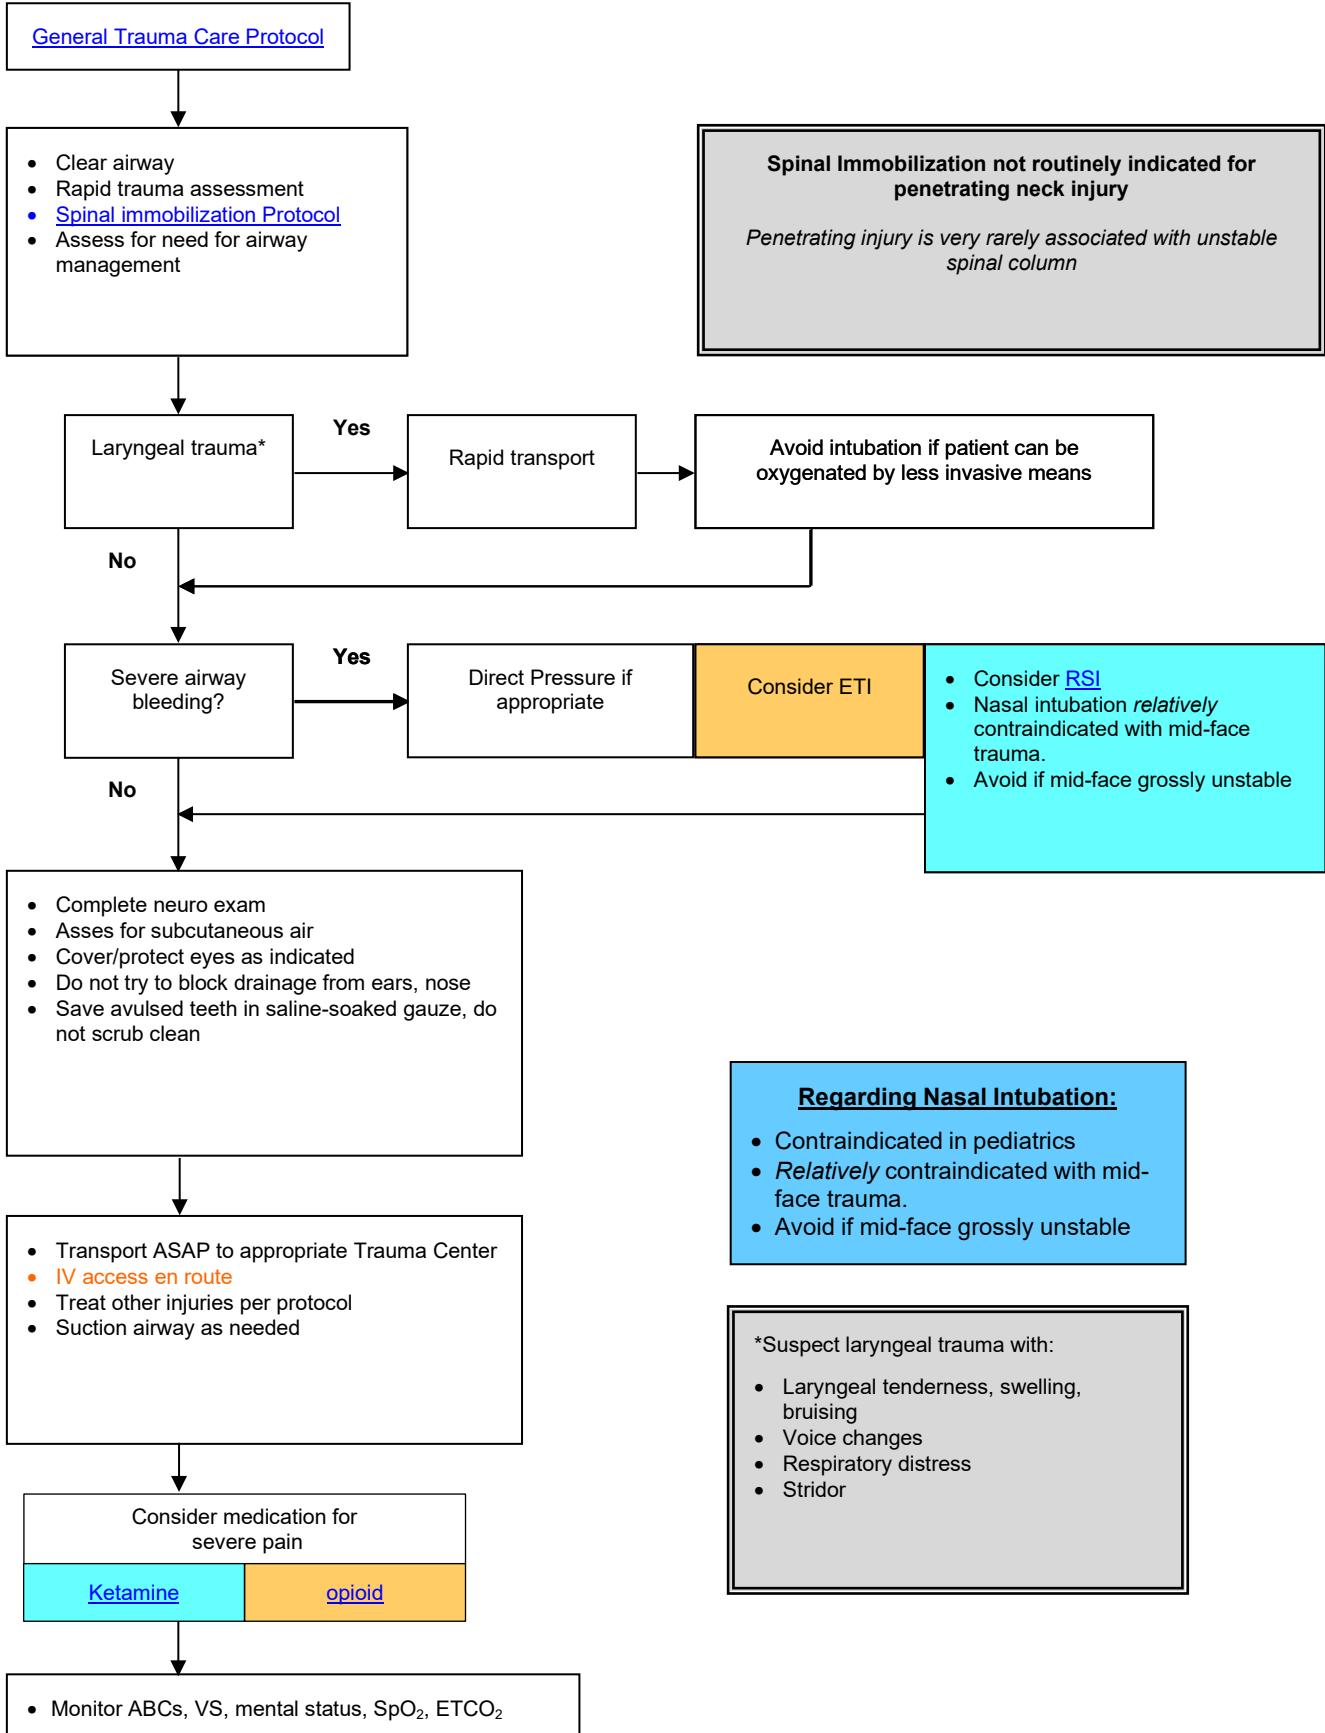 General Trauma Care Protocol
• Clear airway
• Rapid trauma assessment
• Spinal immobilization Protocol
• Assess for need for airway
management
Spinal Immobilization not routinely indicated for
penetrating neck injury
Penetrating injury is very rarely associated with unstable
spinal column
Laryngeal trauma*
Yes
Rapid transport
Avoid intubation if patient can be
oxygenated by less invasive means
No
Severe airway
bleeding?
Yes
Direct Pressure if
appropriate
Consider ETI
• Consider RSI
• Nasal intubation relatively
contraindicated with mid-face
trauma.
• Avoid if mid-face grossly unstable
No
• Complete neuro exam
• Asses for subcutaneous air
• Cover/protect eyes as indicated
• Do not try to block drainage from ears, nose
• Save avulsed teeth in saline-soaked gauze, do
not scrub clean
Regarding Nasal Intubation:
• Contraindicated in pediatrics
• Relatively contraindicated with mid-
face trauma.
• Avoid if mid-face grossly unstable
• Transport ASAP to appropriate Trauma Center
• IV access en route
• Treat other injuries per protocol
• Suction airway as needed
*Suspect laryngeal trauma with:
• Laryngeal tenderness, swelling,
bruising
• Voice changes
• Respiratory distress
• Stridor
Consider medication for
severe pain
Ketamine
opioid
• Monitor ABCs, VS, mental status, SpO₂, ETCO₂